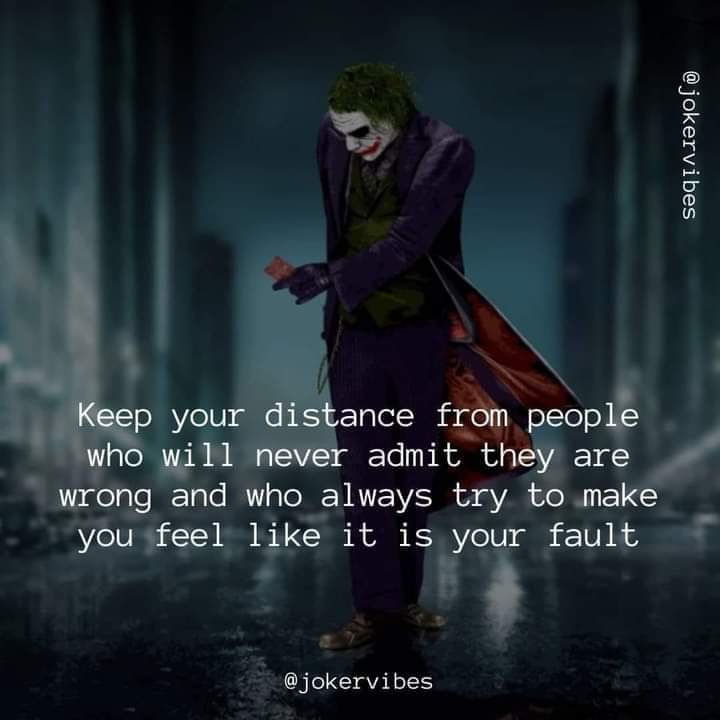 @jokervibes
Keep your distance from people
who will never admit they are
wrong and who always try to make
you feel like it is your fault
@jokervibes